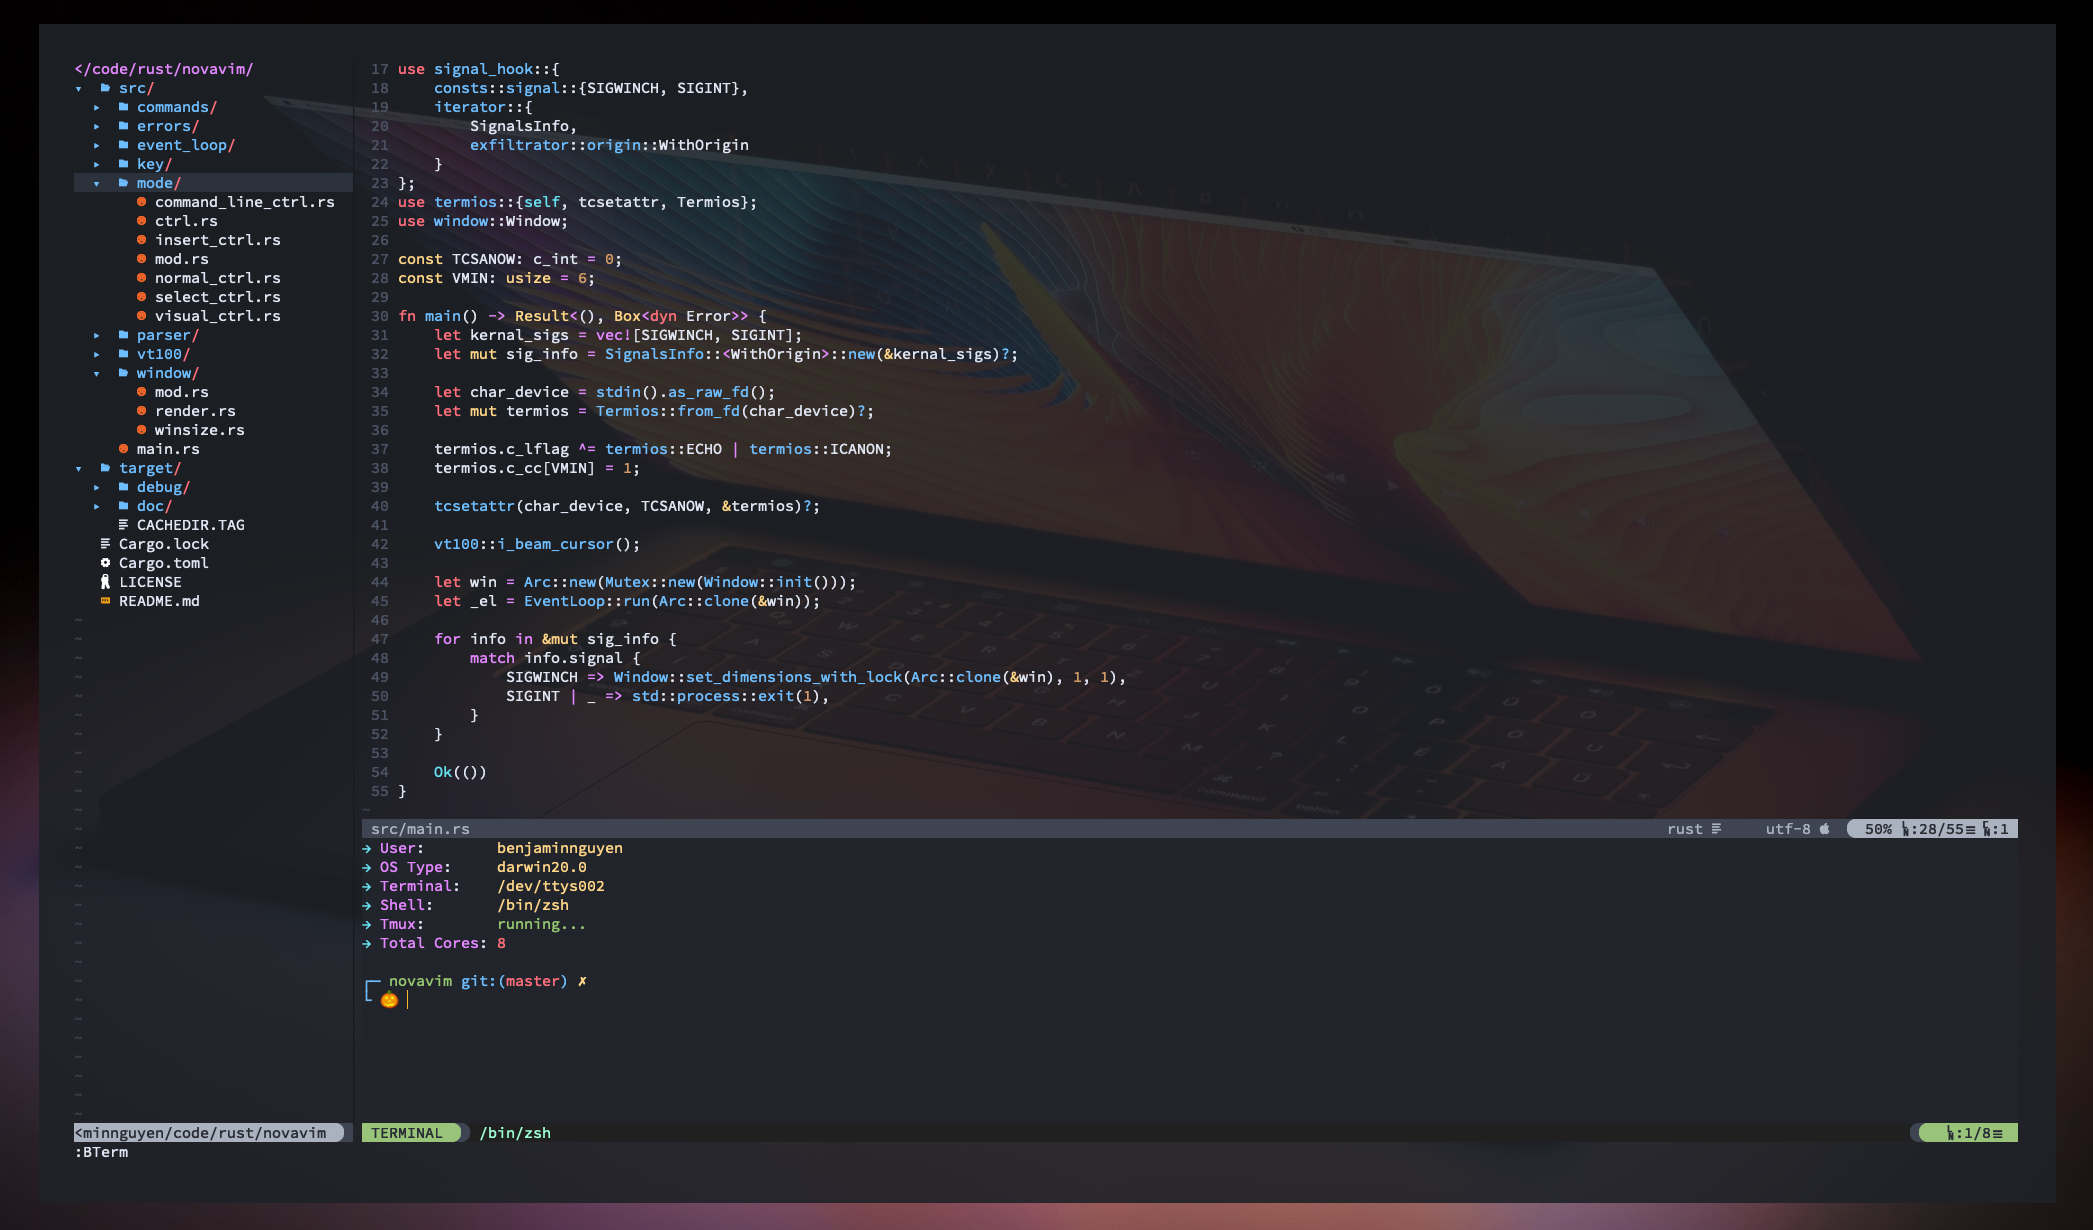 </code/rust/novavim/
▾ src/
▸ commands/
▸ errors/
▸ event_loop/
▸ key/
▾ mode/
command_line_ctrl.rs
ctrl.rs
insert_ctrl.rs
mod.rs
normal_ctrl.rs
select_ctrl.rs
visual_ctrl.rs
▸ parser/
▸ vt100/
▾ window/
mod.rs
render.rs
winsize.rs
main.rs
▾ target/
▸ debug/
▸ doc/
CACHEDIR.TAG
Cargo.lock
Cargo.toml
LICENSE
README.md
<minnguyen/code/rust/novavim
17 use signal_hook::{
18     consts::signal::{SIGWINCH, SIGINT},
19     iterator::{
20         SignalsInfo,
21         exfiltrator::origin::WithOrigin
22     }
23 };
24 use termios::{self, tcsetattr, Termios};
25 use window::Window;
26
27 const TCSANOW: c_int = 0;
28 const VMIN: usize = 6;
29
30 fn main() -> Result<(), Box<dyn Error>> {
31     let kernal_sigs = vec![SIGWINCH, SIGINT];
32     let mut sig_info = SignalsInfo::<WithOrigin>::new(&kernal_sigs)?;
33
34     let char_device = stdin().as_raw_fd();
35     let mut termios = Termios::from_fd(char_device)?;
36
37     termios.c_lflag ^= termios::ECHO | termios::ICANON;
38     termios.c_cc[VMIN] = 1;
39
40     tcsetattr(char_device, TCSANOW, &termios)?;
41
42     vt100::i_beam_cursor();
43
44     let win = Arc::new(Mutex::new(Window::init()));
45     let _el = EventLoop::run(Arc::clone(&win));
46
47     for info in &mut sig_info {
48         match info.signal {
49             SIGWINCH => Window::set_dimensions_with_lock(Arc::clone(&win), 1, 1),
50             SIGINT | _ => std::process::exit(1),
51         }
52     }
53
54     Ok(())
55 }
src/main.rs rust utf-8 50% :28/55 :1
→ User: benjaminnguyen
→ OS Type: darwin20.0
→ Terminal: /dev/ttys002
→ Shell: /bin/zsh
→ Tmux: running...
→ Total Cores: 8
novavim git:(master) ✗
🎃
TERMINAL /bin/zsh :1/8
:BTerm